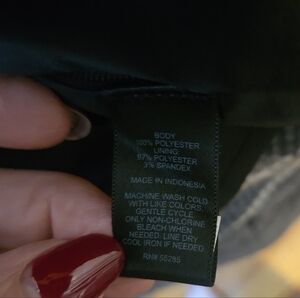 BODY
100% POLYESTER
LINING:
97% POLYESTER
3% SPANDEX
MADE IN INDONESIA
MACHINE WASH COLD
WITH LIKE COLORS
GENTLE CYCLE
ONLY NON-CHLORINE
BLEACH WHEN
NEEDED. LINE DRY
COOL IRON IF NEEDED
RN# 55285